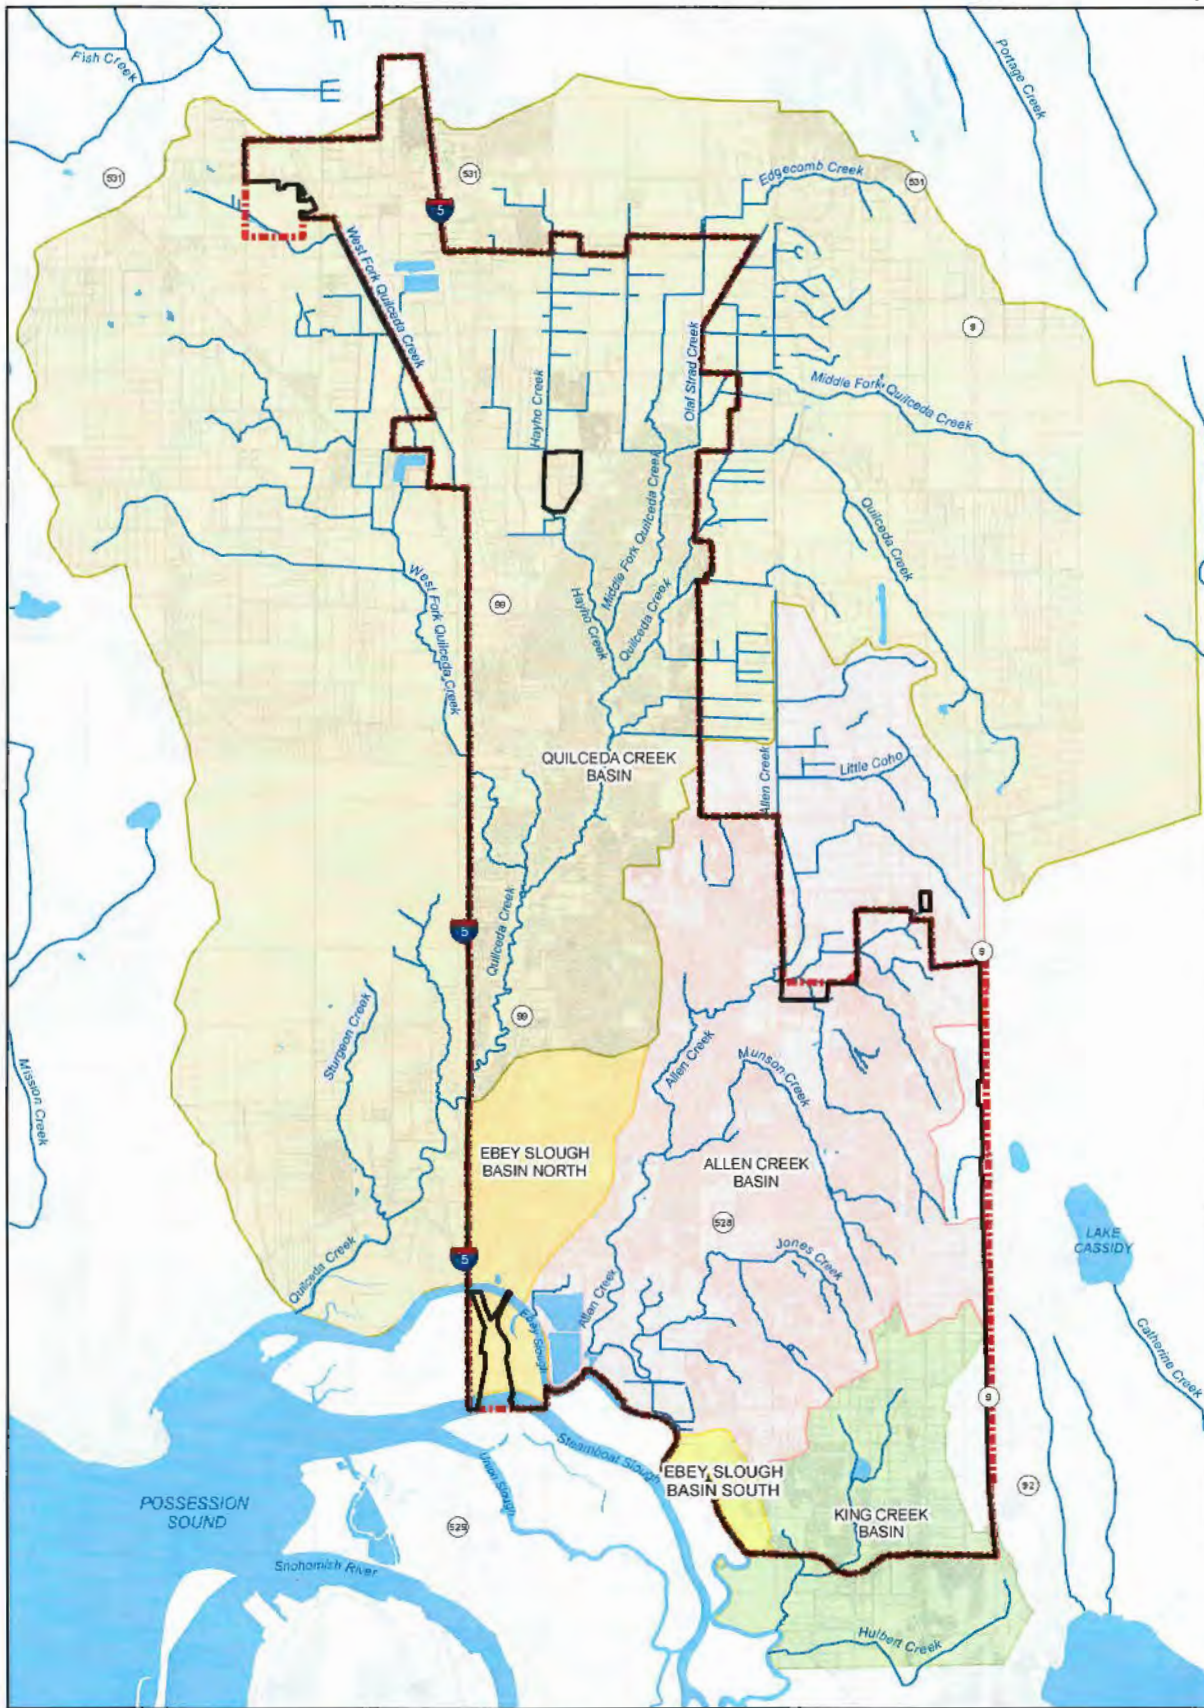 Fish Creek
Portage Creek
531
531
Edgecomb Creek
531
5
West Fork Quilceda Creek
9
Hayho Creek
Olaf Strad Creek
Middle Fork Quilceda Creek
Middle Fork Quilceda Creek
Quilceda Creek
West Fork Quilceda Creek
Hayho Creek
Quilceda Creek
QUILCEDA CREEK
BASIN
Allen Creek
Little Coho
5
Quilceda Creek
9
99
Sturgeon Creek
Mission Creek
Allen Creek
Munson Creek
EBEY SLOUGH
BASIN NORTH
ALLEN CREEK
BASIN
528
LAKE
CASSIDY
Quilceda Creek
5
Jones Creek
Allen Creek
Ebey Slough
Catherine Creek
9
Steamboat Slough
Union Slough
EBEY SLOUGH
BASIN SOUTH
92
POSSESSION
SOUND
529
KING CREEK
BASIN
Snohomish River
Hulbert Creek